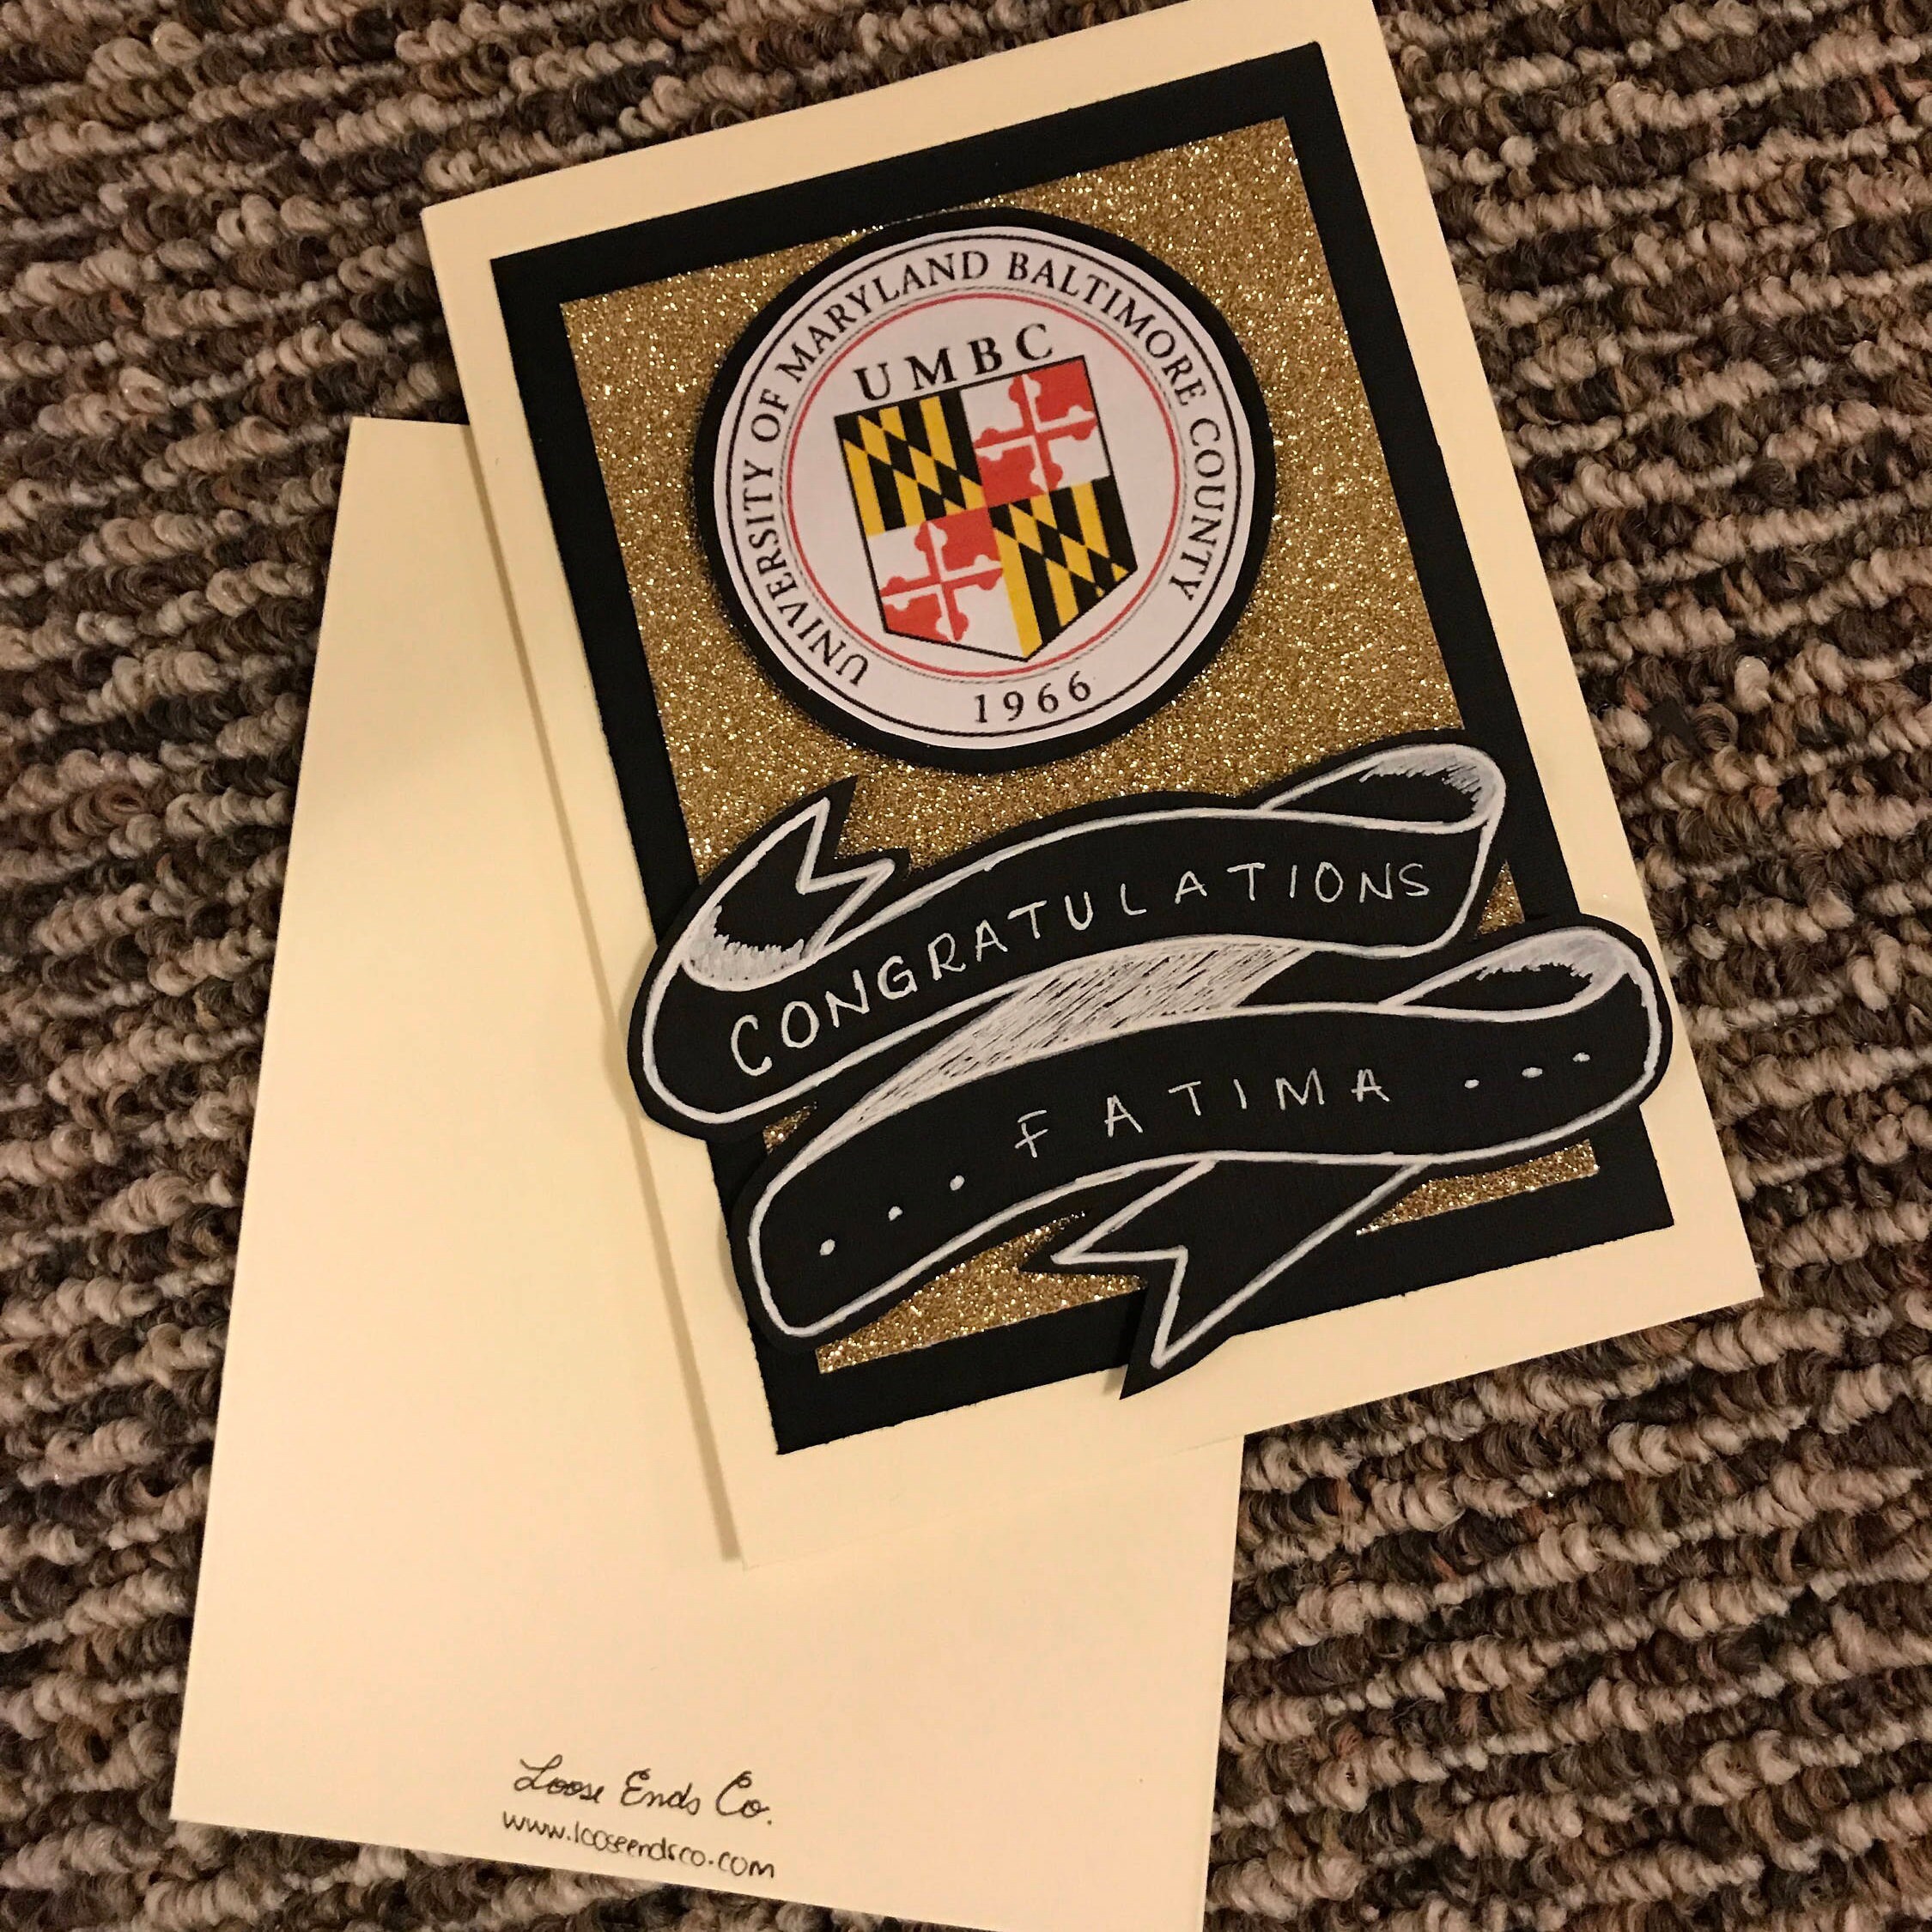 UNIVERSITY OF MARYLAND BALTIMORE COUNTY
UMBC
1966
CONGRATULATIONS
. . . FATIMA . . .
Loose Ends Co.
www.looseendsco.com